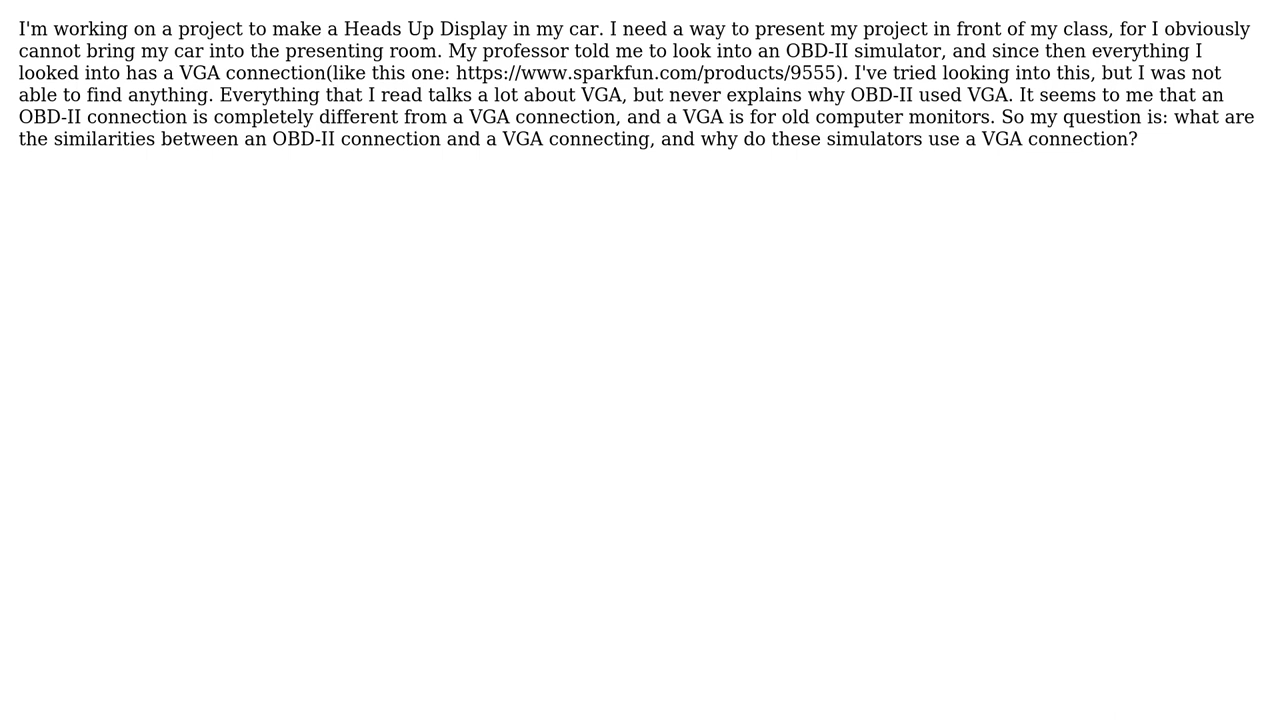 I'm working on a project to make a Heads Up Display in my car. I need a way to present my project in front of my class, for I obviously
cannot bring my car into the presenting room. My professor told me to look into an OBD-II simulator, and since then everything I
looked into has a VGA connection(like this one: https://www.sparkfun.com/products/9555). I've tried looking into this, but I was not
able to find anything. Everything that I read talks a lot about VGA, but never explains why OBD-II used VGA. It seems to me that an
OBD-II connection is completely different from a VGA connection, and a VGA is for old computer monitors. So my question is: what are
the similarities between an OBD-II connection and a VGA connecting, and why do these simulators use a VGA connection?